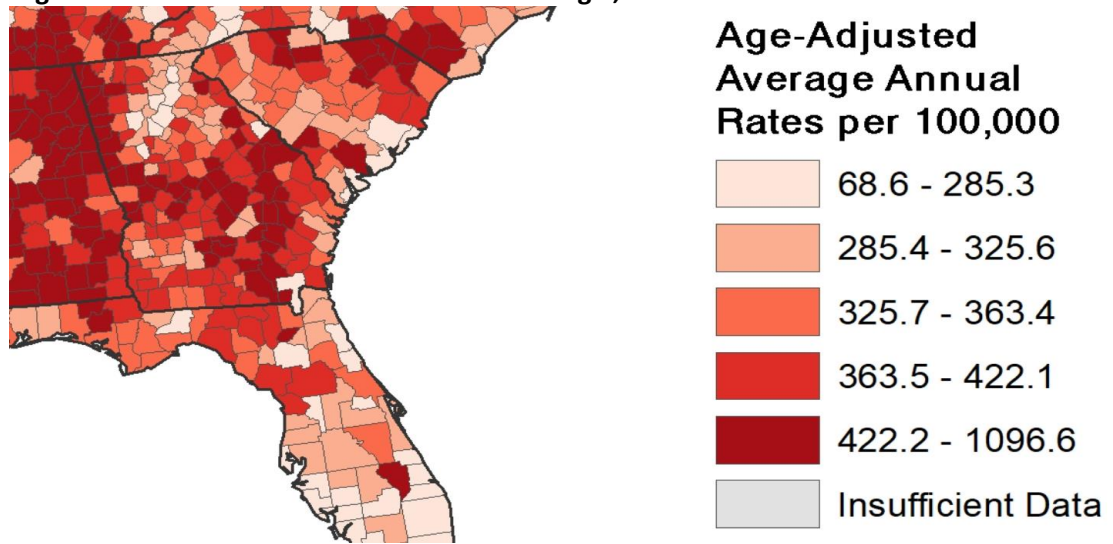 Age-Adjusted
Average Annual
Rates per 100,000
68.6 - 285.3
285.4 - 325.6
325.7 - 363.4
363.5 - 422.1
422.2 - 1096.6
Insufficient Data